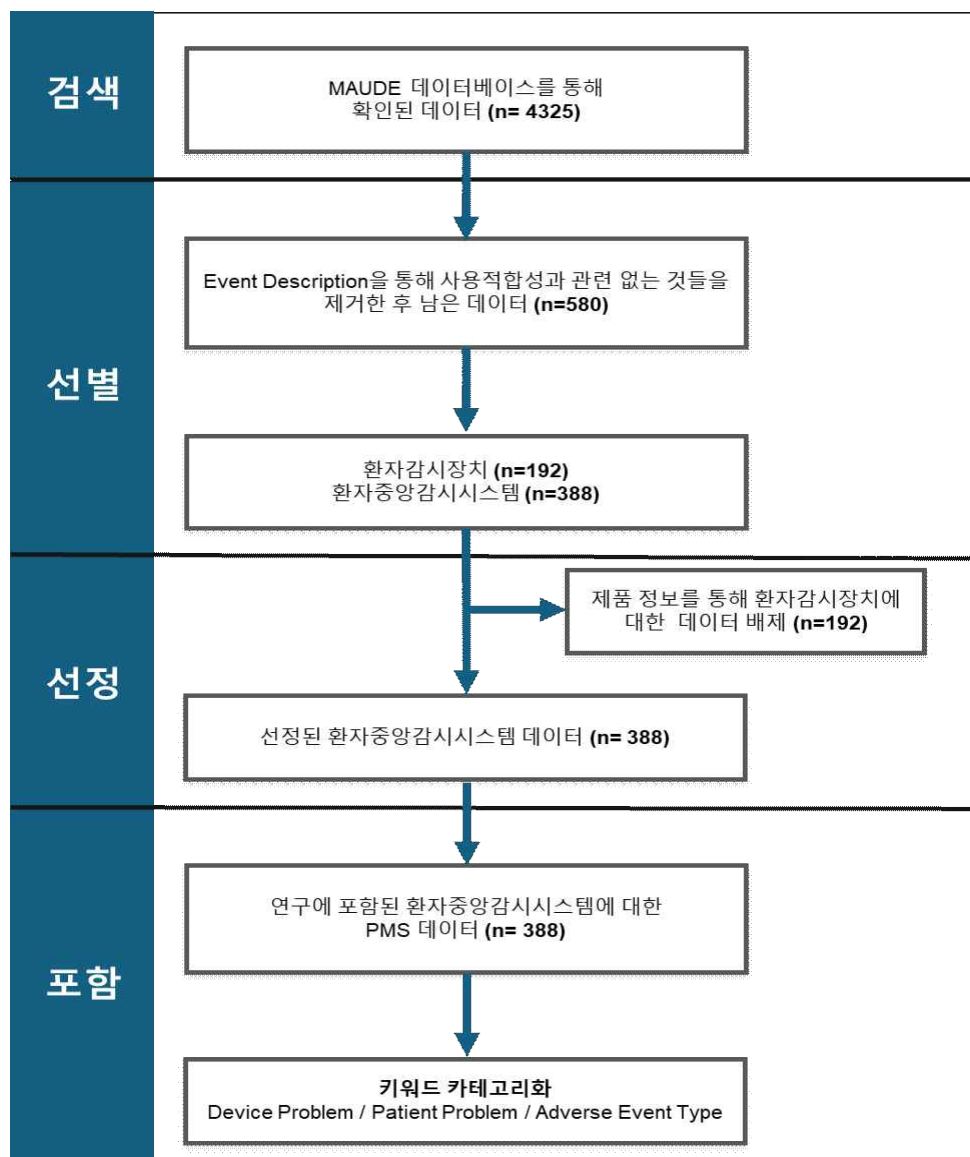 검색
MAUDE 데이터베이스를 통해
확인된 데이터 (n= 4325)
선별
Event Description을 통해 사용적합성과 관련 없는 것들을
제거한 후 남은 데이터 (n=580)
환자감시장치 (n=192)
환자중앙감시시스템 (n=388)
선정
제품 정보를 통해 환자감시장치에
대한 데이터 배제 (n=192)
선정된 환자중앙감시시스템 데이터 (n= 388)
포함
연구에 포함된 환자중앙감시시스템에 대한
PMS 데이터 (n= 388)
키워드 카테고리화
Device Problem / Patient Problem / Adverse Event Type